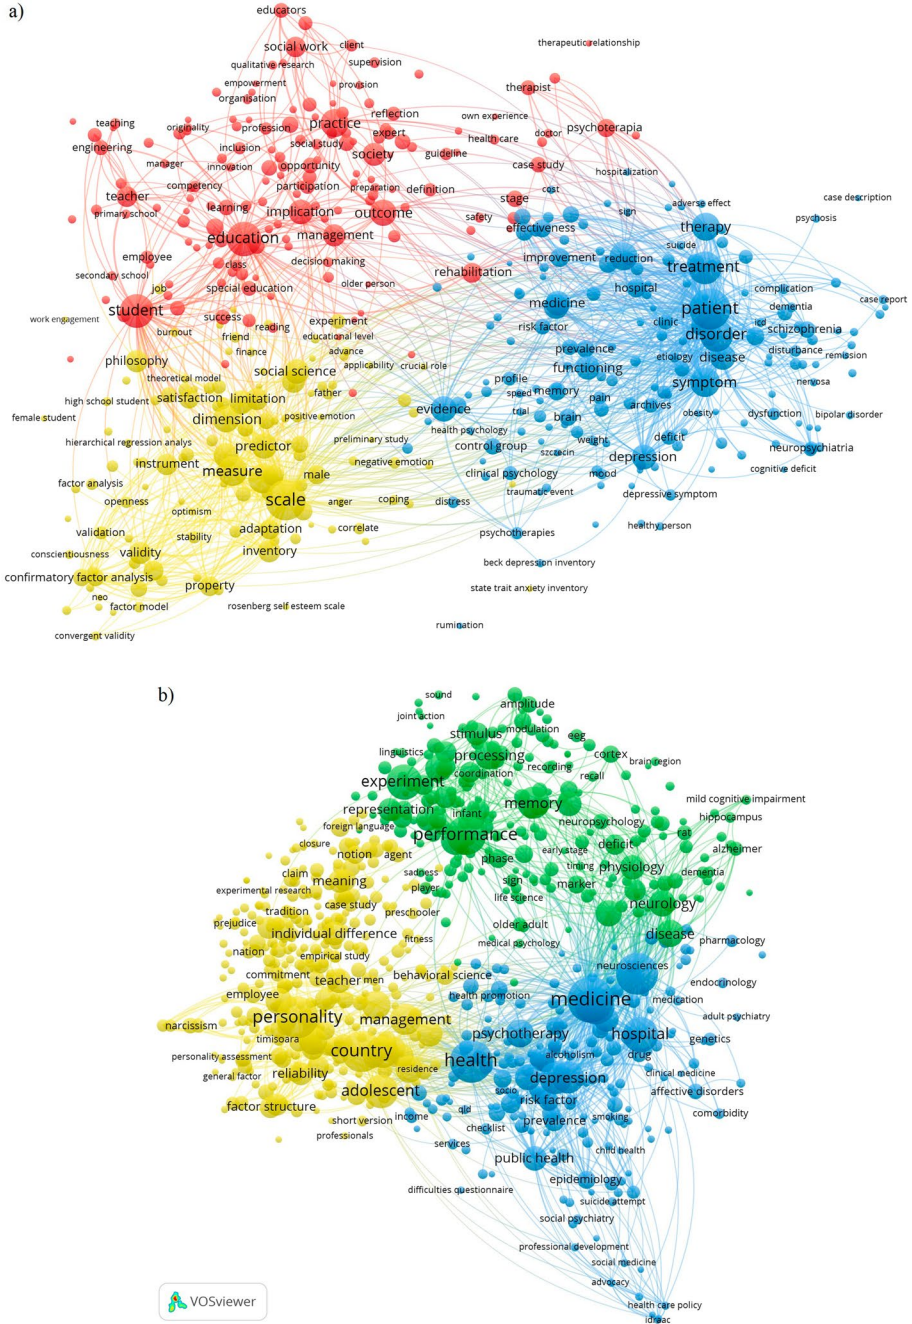 a)
educators
social work
client
therapeutic relationship
qualitative research
supervision
empowerment
provision
therapist
organisation
reflection
own experience
teaching
originality
profession
practice
expert
doctor
psychoterapia
engineering
inclusion
social study
society
guideline
health care
manager
innovation
opportunity
case study
hospitalization
competency
participation
preparation
definition
cost
teacher
stage
case description
primary school
learning
implication
outcome
safety
sign
adverse effect
psychosis
education
management
effectiveness
therapy
suicide
employee
class
decision making
improvement
reduction
treatment
secondary school
rehabilitation
job
special education
older person
hospital
complication
student
medicine
patient
dementia
case report
work engagement
success
experiment
clinic
icd
burnout
reading
risk factor
disorder
schizophrenia
friend
educational level
finance
advance
prevalence
disturbance
philosophy
applicability
crucial role
etiology
disease
remission
theoretical model
social science
functioning
profile
symptom
nervosa
high school student
satisfaction
limitation
father
speed
memory
pain
female student
dimension
positive emotion
evidence
trial
brain
archives
obesity
dysfunction
bipolar disorder
health psychology
hierarchical regression analys
predictor
preliminary study
control group
weight
deficit
neuropsychiatria
szczecin
instrument
measure
male
negative emotion
clinical psychology
mood
depression
cognitive deficit
factor analysis
openness
scale
anger
coping
distress
traumatic event
depressive symptom
optimism
validation
stability
adaptation
correlate
psychotherapies
healthy person
conscientiousness
validity
inventory
confirmatory factor analysis
property
beck depression inventory
neo
factor model
rosenberg self esteem scale
state trait anxiety inventory
convergent validity
rumination
b)
sound
amplitude
joint action
stimulus
modulation
eeg
linguistics
processing
cortex
brain region
experiment
coordination
recording
recall
representation
infant
memory
mild cognitive impairment
foreign language
performance
neuropsychology
hippocampus
closure
rat
notion
agent
phase
early stage
deficit
alzheimer
claim
sadness
timing
physiology
experimental research
meaning
player
sign
marker
dementia
tradition
case study
preschooler
life science
neurology
prejudice
individual difference
older adult
disease
nation
empirical study
fitness
medical psychology
pharmacology
commitment
teacher
men
behavioral science
neurosciences
employee
health promotion
endocrinology
medicine
medication
narcissism
personality
management
adult psychiatry
timisoara
psychotherapy
hospital
genetics
personality assessment
country
health
alcoholism
drug
general factor
reliability
residence
depression
clinical medicine
adolescent
socio
risk factor
affective disorders
factor structure
income
qld
smoking
comorbidity
short version
checklist
prevalence
professionals
services
child health
public health
difficulties questionnaire
epidemiology
suicide attempt
social psychiatry
professional development
social medicine
advocacy
health care policy
idraac
VOSviewer